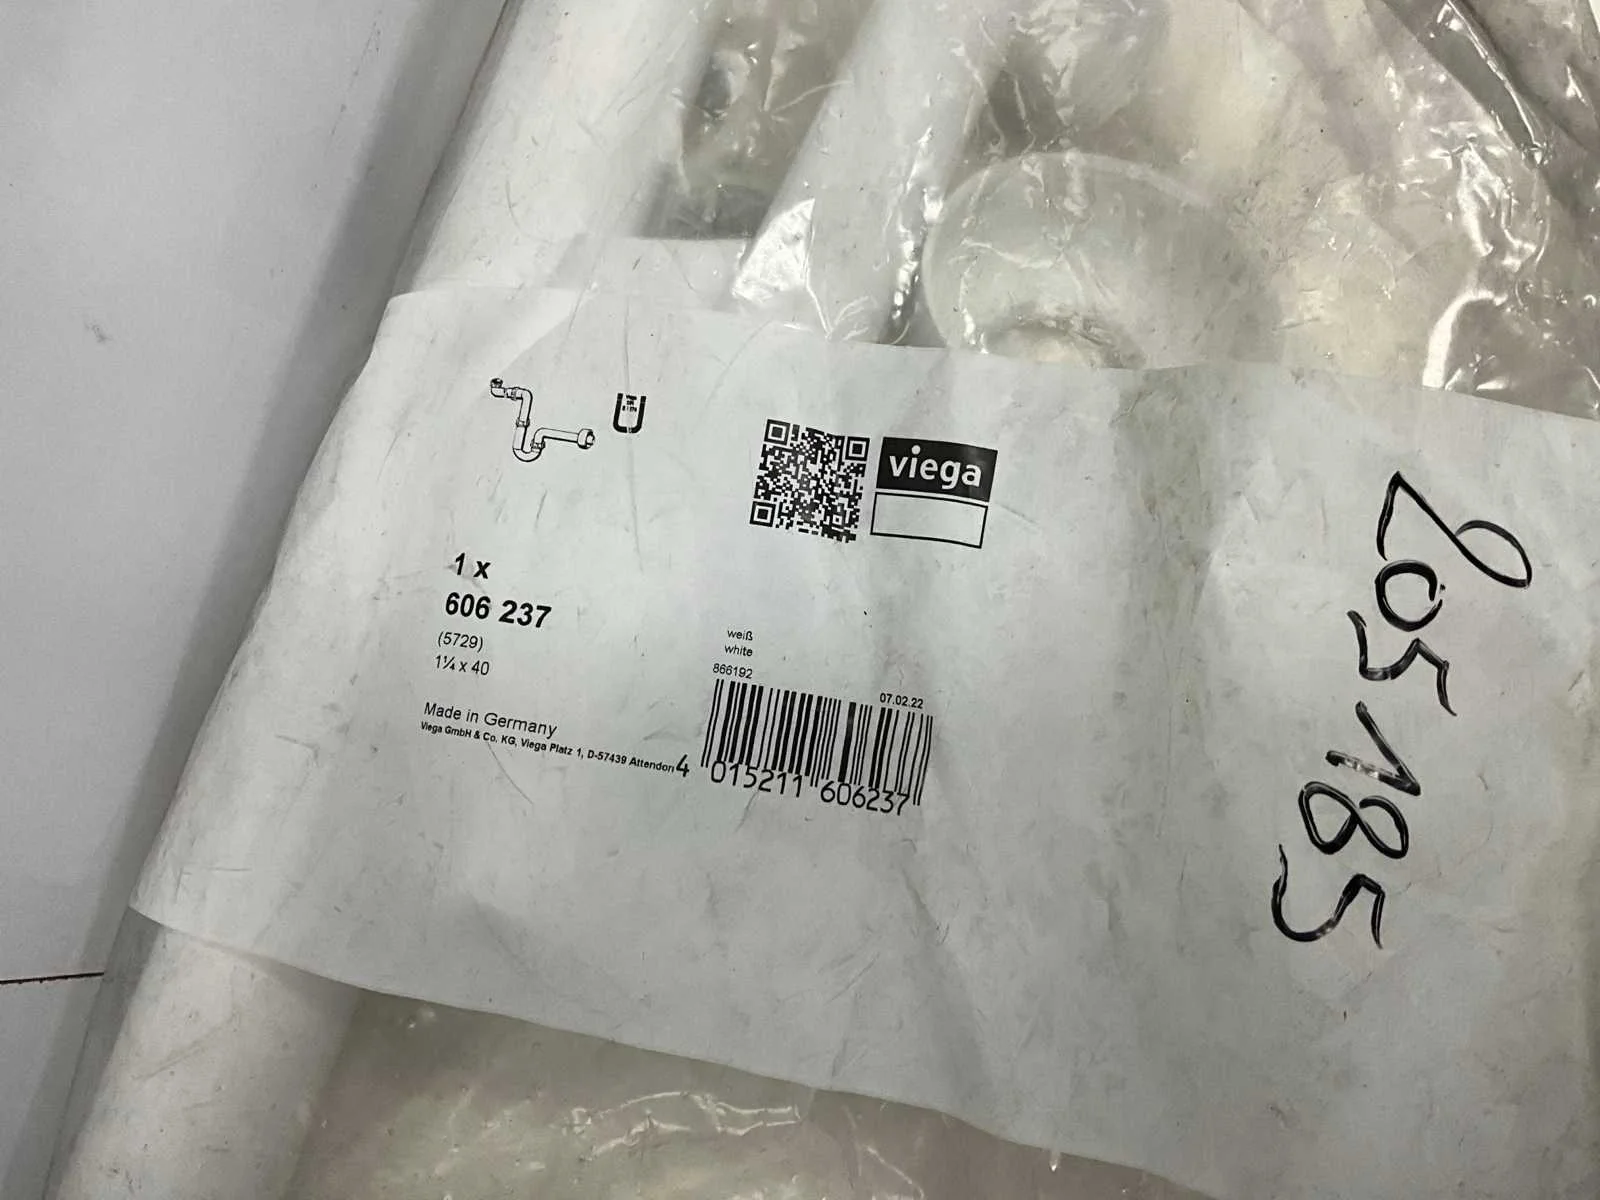 viega
1 x
606 237
(5729)
1¼ x 40
weiß
white
866192
07.02.22
Made in Germany
Viega GmbH & Co. KG, Viega Platz 1, D-57439 Attendorn
4 015211 606237
205185